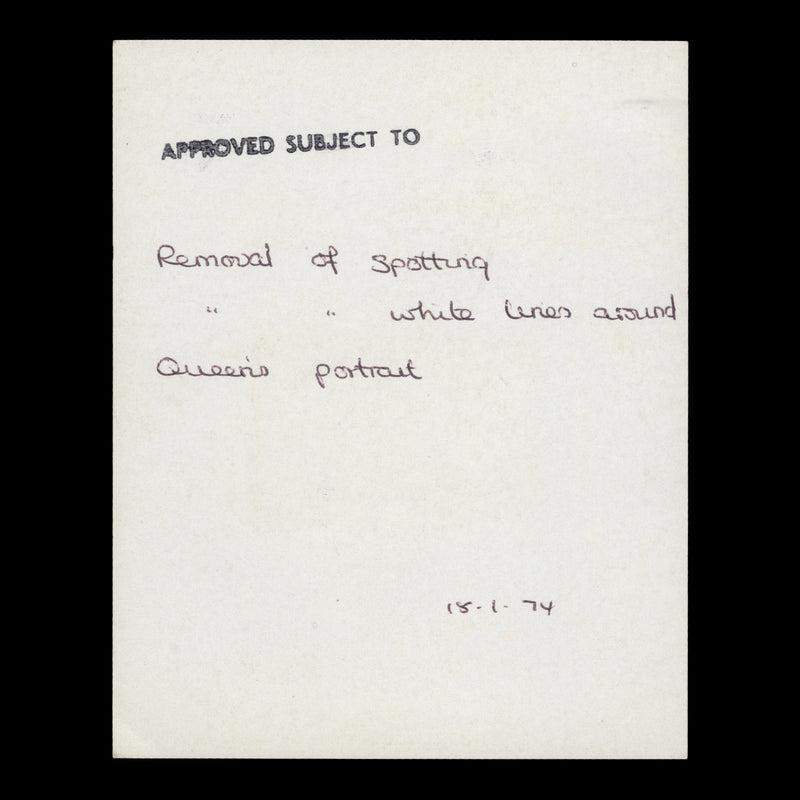 APPROVED SUBJECT TO
Removal of spotting
" " white lines around
Queen's portrait
18-1-74